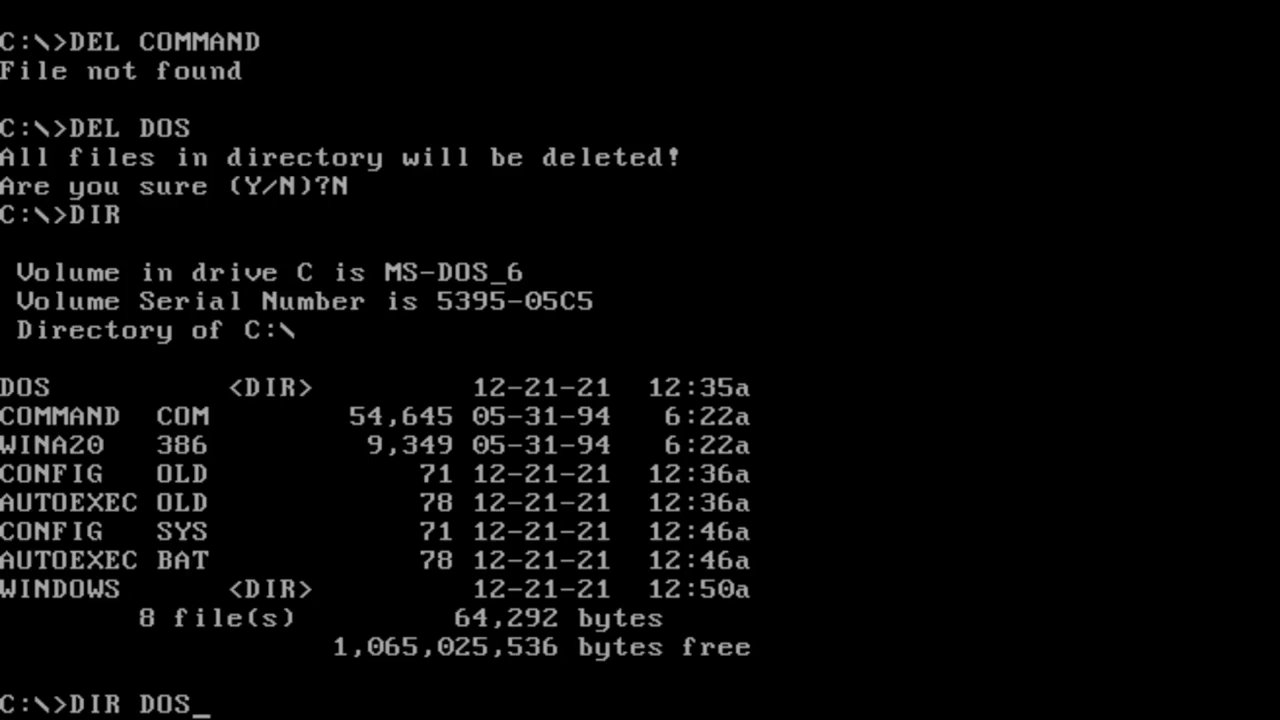 C:\>DEL COMMAND
File not found
C:\>DEL DOS
All files in directory will be deleted!
Are you sure (Y/N)?N
C:\>DIR
Volume in drive C is MS-DOS_6
Volume Serial Number is 5395-05C5
Directory of C:\
DOS <DIR> 12-21-21 12:35a
COMMAND COM 54,645 05-31-94 6:22a
WINA20 386 9,349 05-31-94 6:22a
CONFIG OLD 71 12-21-21 12:36a
AUTOEXEC OLD 78 12-21-21 12:36a
CONFIG SYS 71 12-21-21 12:46a
AUTOEXEC BAT 78 12-21-21 12:46a
WINDOWS <DIR> 12-21-21 12:50a
8 file(s) 64,292 bytes
1,065,025,536 bytes free
C:\>DIR DOS_